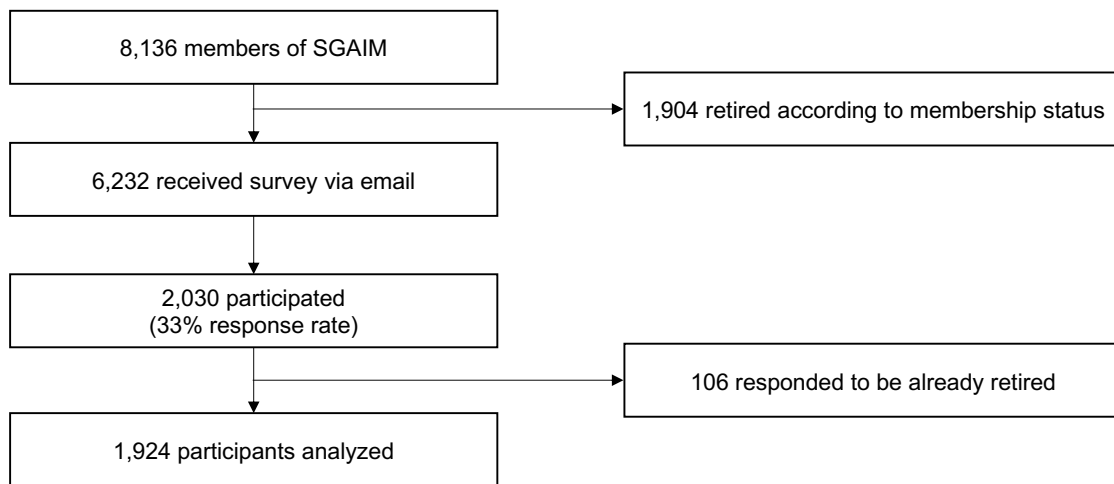 8,136 members of SGAIM
1,904 retired according to membership status
6,232 received survey via email
2,030 participated
(33% response rate)
106 responded to be already retired
1,924 participants analyzed